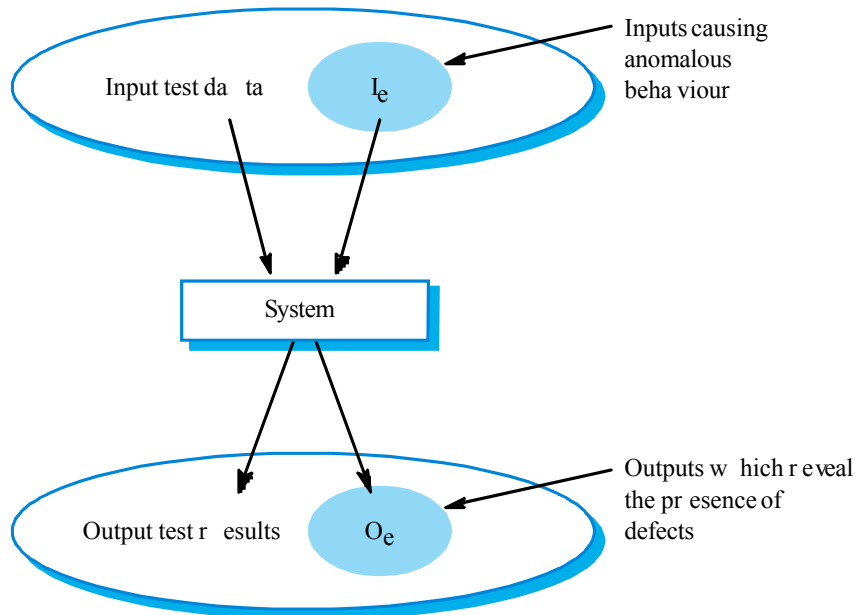 Inputs causing
anomalous
beha viour
Input test da ta
Ie
System
Outputs w hich r eveal
the pr esence of
defects
Output test r esults
Oe